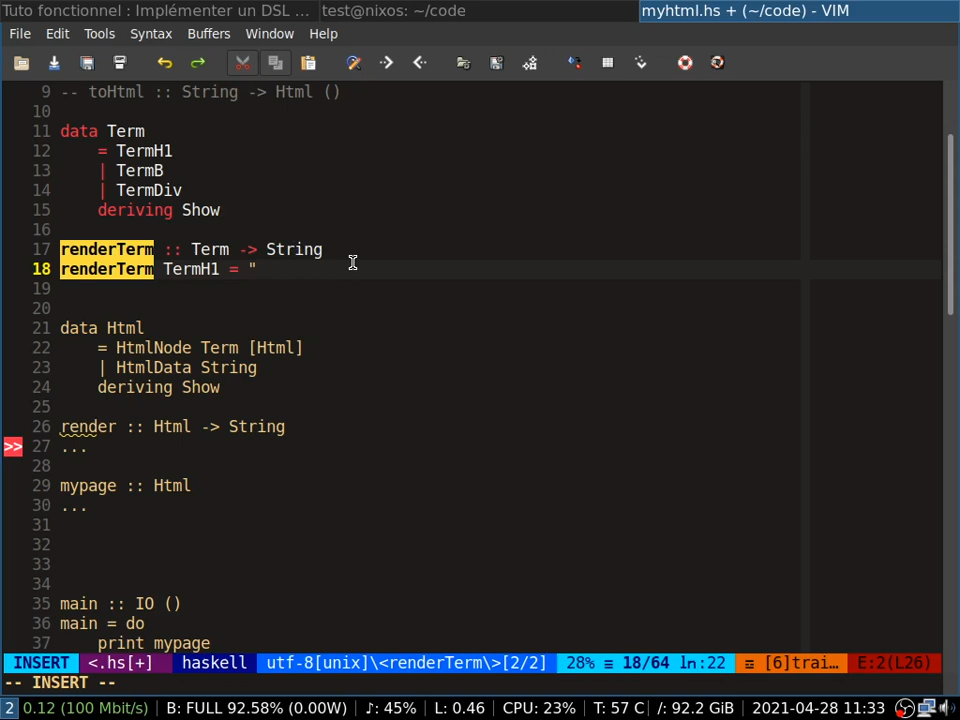 Tuto fonctionnel : Implémenter un DSL ... test@nixos: ~/code myhtml.hs + (~/code) - VIM
File Edit Tools Syntax Buffers Window Help
9 -- toHtml :: String -> Html ()
10
11 data Term
12 = TermH1
13 | TermB
14 | TermDiv
15 deriving Show
16
17 renderTerm :: Term -> String
18 renderTerm TermH1 = "
19
20
21 data Html
22 = HtmlNode Term [Html]
23 | HtmlData String
24 deriving Show
25
26 render :: Html -> String
>> 27 ...
28
29 mypage :: Html
30 ...
31
32
33
34
35 main :: IO ()
36 main = do
37 print mypage
INSERT <.hs[+] haskell utf-8[unix]\<renderTerm\>[2/2] 28% ≡ 18/64 ln:22 ☲ [6]trai… E:2(L26)
-- INSERT --
2 0.12 (100 Mbit/s) B: FULL 92.58% (0.00W) ♪: 45% L: 0.46 CPU: 23% T: 57 C /: 92.2 GiB 2021-04-28 11:33